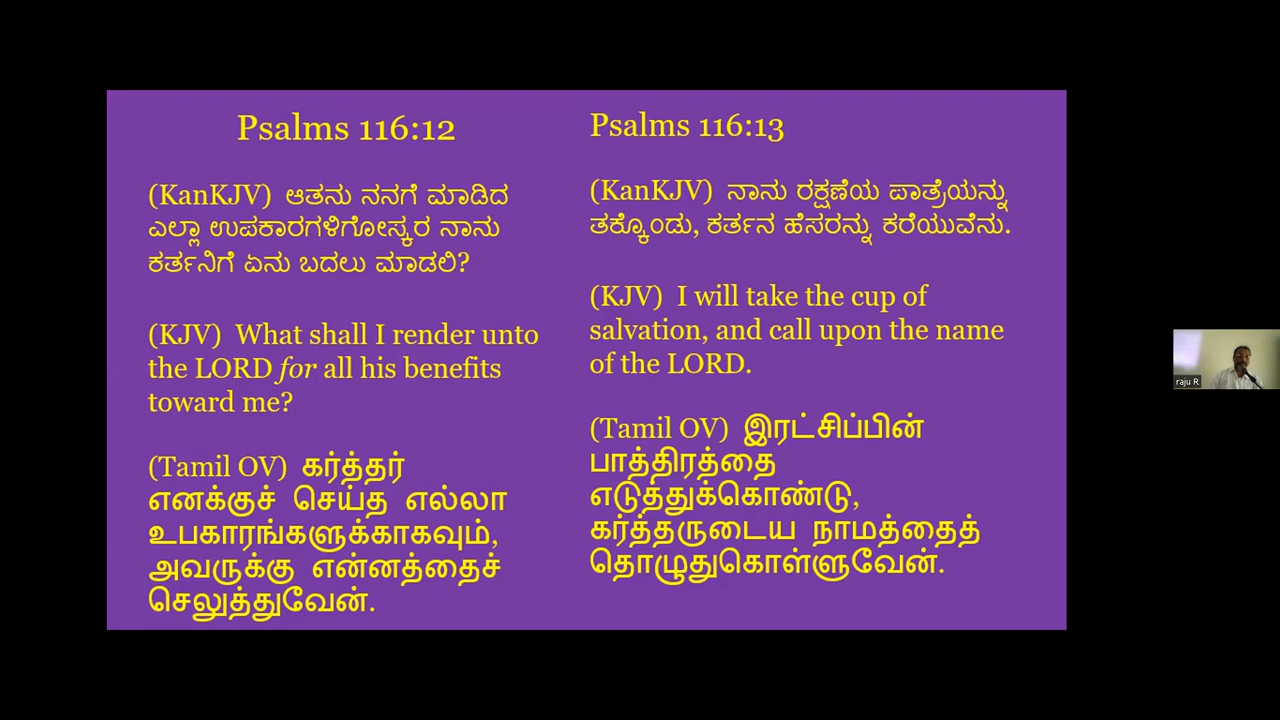 Psalms 116:12
(KanKJV) ಆತನು ನನಗೆ ಮಾಡಿದ
ಎಲ್ಲಾ ಉಪಕಾರಗಳಿಗೋಸ್ಕರ ನಾನು
ಕರ್ತನಿಗೆ ಏನು ಬದಲು ಮಾಡಲಿ?
(KJV) What shall I render unto
the LORD for all his benefits
toward me?
(Tamil OV) கர்த்தர்
எனக்குச் செய்த எல்லா
உபகாரங்களுக்காகவும்,
அவருக்கு என்னத்தைச்
செலுத்துவேன்.
Psalms 116:13
(KanKJV) ನಾನು ರಕ್ಷಣೆಯ ಪಾತ್ರೆಯನ್ನು
ತಕ್ಕೊಂಡು, ಕರ್ತನ ಹೆಸರನ್ನು ಕರೆಯುವೆನು.
(KJV) I will take the cup of
salvation, and call upon the name
of the LORD.
(Tamil OV) இரட்சிப்பின்
பாத்திரத்தை
எடுத்துக்கொண்டு,
கர்த்தருடைய நாமத்தைத்
தொழுதுகொள்ளுவேன்.
raju R